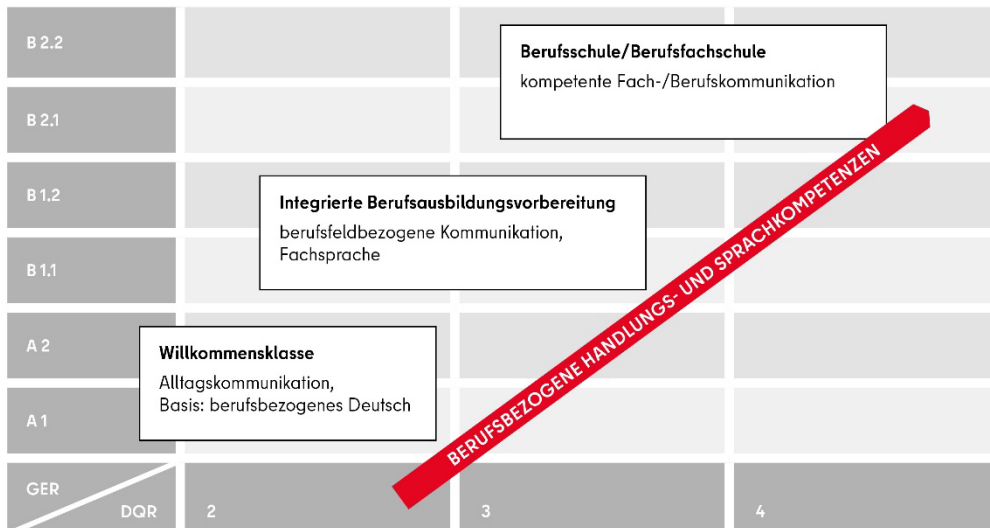 B 2.2
Berufsschule/Berufsfachschule
kompetente Fach-/Berufskommunikation
B 2.1
B 1.2
Integrierte Berufsausbildungsvorbereitung
berufsfeldbezogene Kommunikation,
Fachsprache
B 1.1
A 2
Willkommensklasse
Alltagskommunikation,
Basis: berufsbezogenes Deutsch
A 1
BERUFSBEZOGENE HANDLUNGS- UND SPRACHKOMPETENZEN
GER
DQR
2
3
4